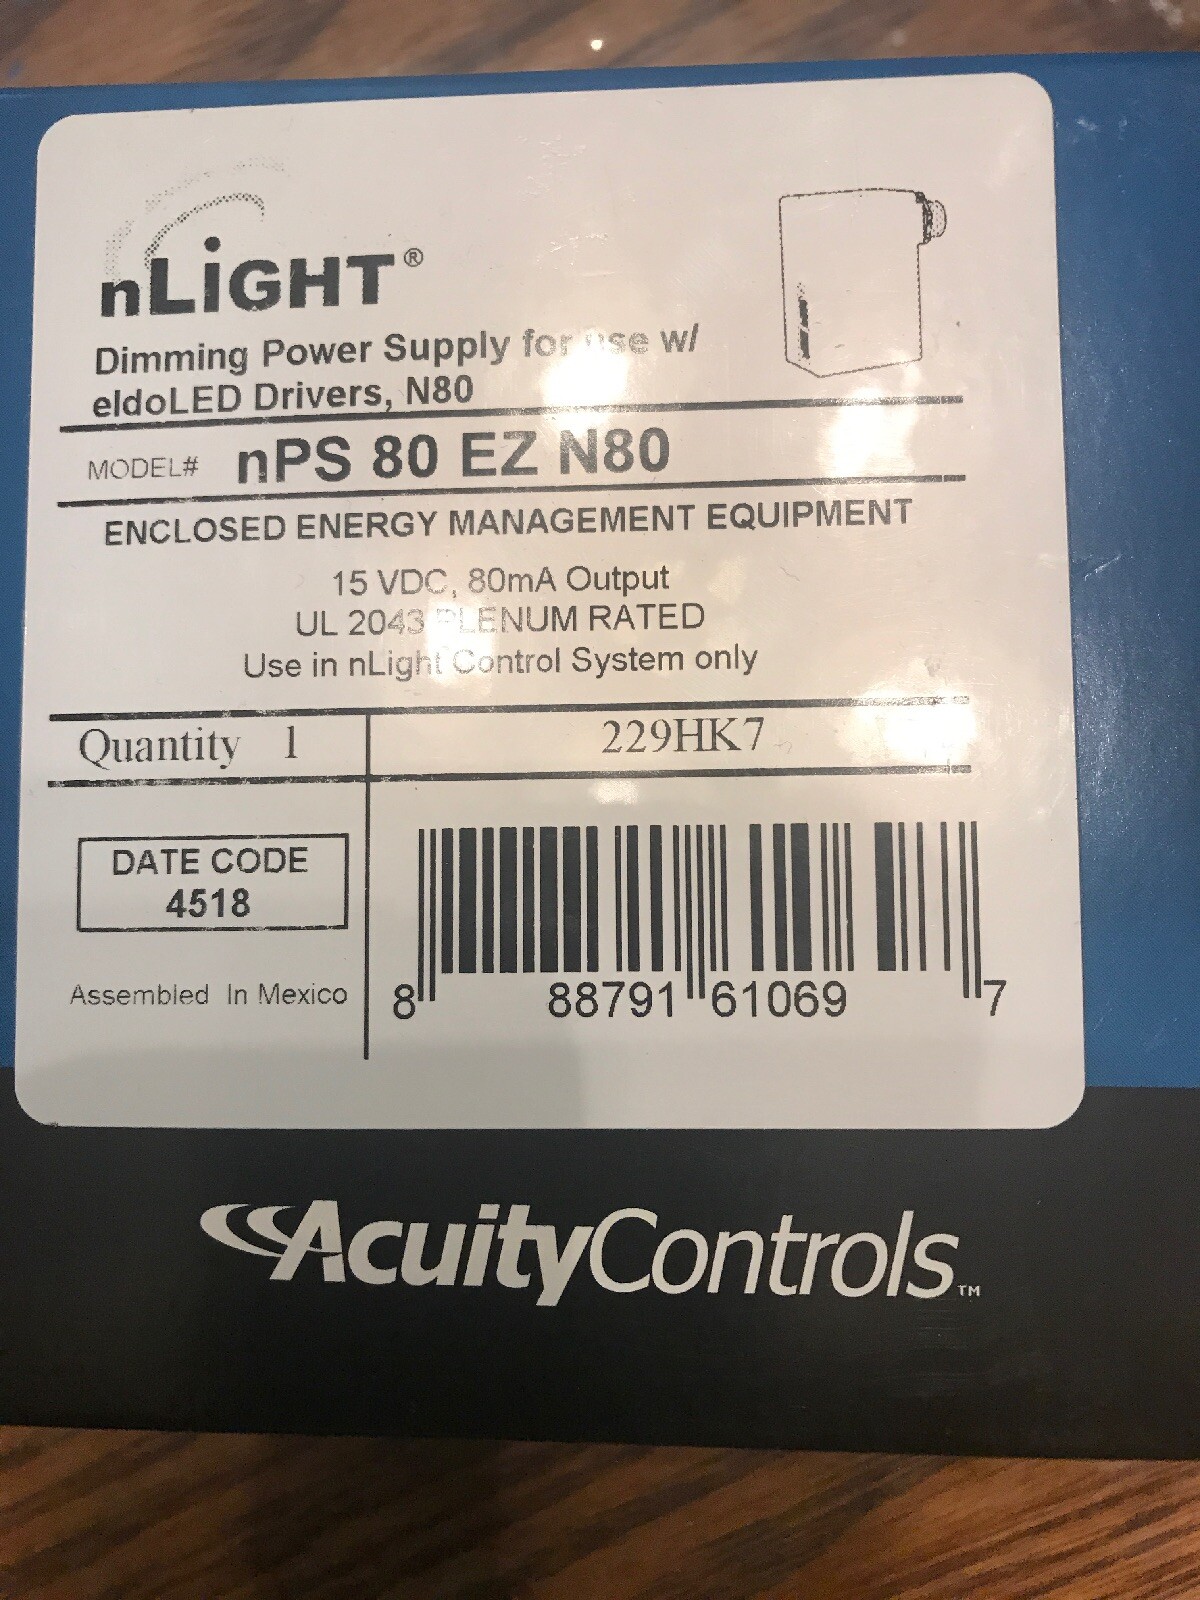 nLiGHT®
Dimming Power Supply for use w/
eldoLED Drivers, N80
MODEL# nPS 80 EZ N80
ENCLOSED ENERGY MANAGEMENT EQUIPMENT
15 VDC, 80mA Output
UL 2043 PLENUM RATED
Use in nLight Control System only
Quantity 1
229HK7
DATE CODE
4518
Assembled In Mexico
8 88791 61069 7
AcuityControls™